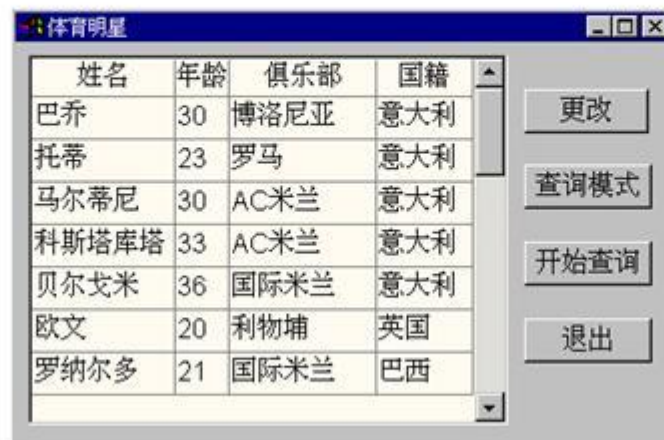 体育明星
姓名 年龄 俱乐部 国籍
巴乔 30 博洛尼亚 意大利
托蒂 23 罗马 意大利
马尔蒂尼 30 AC米兰 意大利
科斯塔库塔 33 AC米兰 意大利
贝尔戈米 36 国际米兰 意大利
欧文 20 利物埔 英国
罗纳尔多 21 国际米兰 巴西
更改
查询模式
开始查询
退出